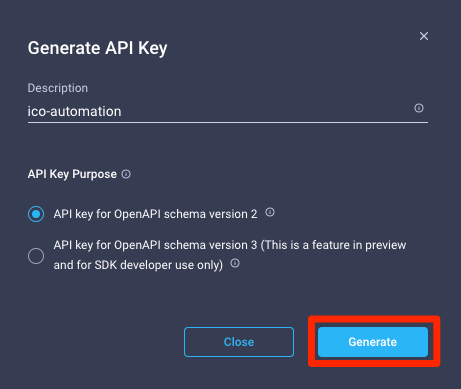 Generate API Key
Description
ico-automation
API Key Purpose
API key for OpenAPI schema version 2
API key for OpenAPI schema version 3 (This is a feature in preview
and for SDK developer use only)
Close
Generate